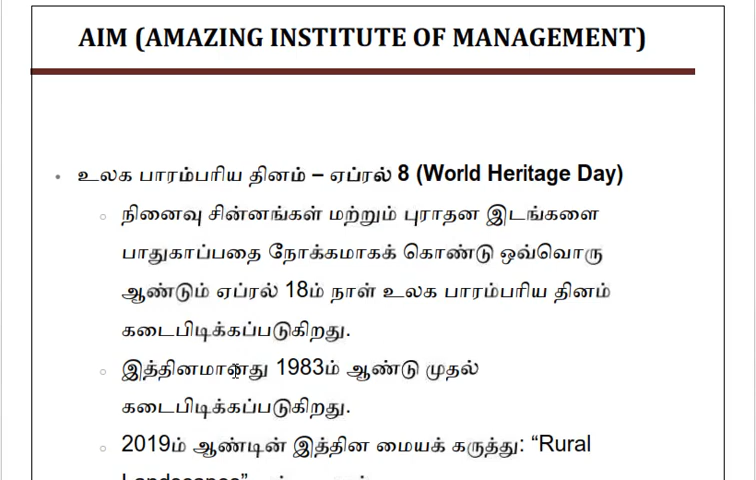 AIM (AMAZING INSTITUTE OF MANAGEMENT)
• உலக பாரம்பரிய தினம் – ஏப்ரல் 8 (World Heritage Day)
○ நினைவு சின்னங்கள் மற்றும் புராதன இடங்களை
பாதுகாப்பதை நோக்கமாகக் கொண்டு ஒவ்வொரு
ஆண்டும் ஏப்ரல் 18ம் நாள் உலக பாரம்பரிய தினம்
கடைபிடிக்கப்படுகிறது.
○ இத்தினமானது 1983ம் ஆண்டு முதல்
கடைபிடிக்கப்படுகிறது.
○ 2019ம் ஆண்டின் இத்தின மையக் கருத்து: “Rural
Landscapes”